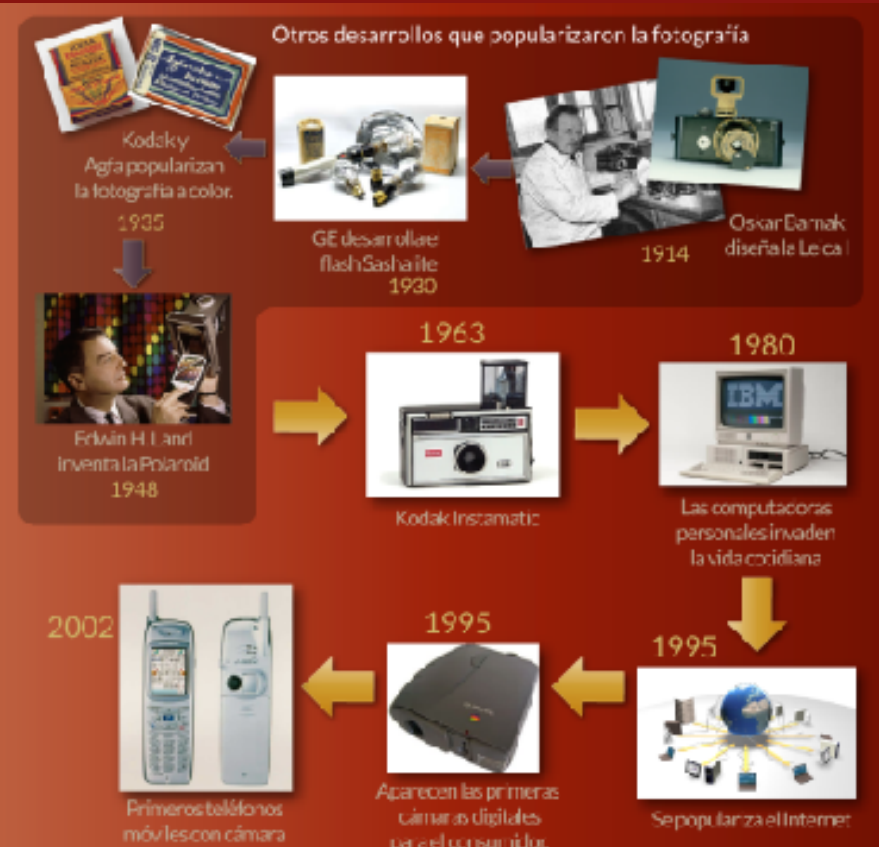 Otros desarrollos que popularizaron la fotografía
Oskar Barnak
diseña la Leica I
1914
GE desarrolla e
flash Sashalite
1930
Kodak y
Agfa popularizan
la fotografía a color.
1935
Edwin H. Land
inventa la Polaroid
1948
1963
Kodak Instamatic
1980
IBM
Las computadoras
personales invaden
la vida cotidiana
1995
Se populariza el Internet
1995
Aparecen las primeras
cámaras digitales
para el consumidor
2002
Primeros teléfonos
móviles con cámara